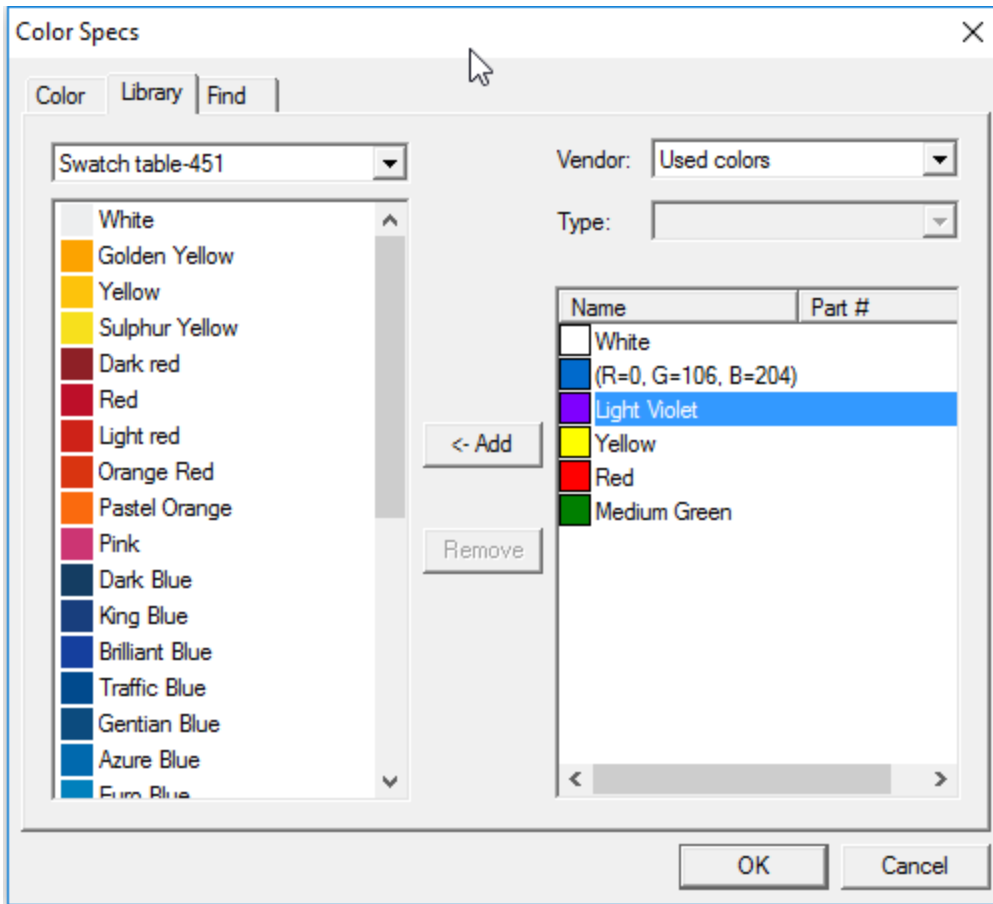 Color Specs
Color Library Find
Swatch table-451
Vendor: Used colors
Type:
White
Golden Yellow
Yellow
Sulphur Yellow
Dark red
Red
Light red
Orange Red
Pastel Orange
Pink
Dark Blue
King Blue
Brilliant Blue
Traffic Blue
Gentian Blue
Azure Blue
Euro Blue
<- Add
Remove
Name Part #
White
(R=0, G=106, B=204)
Light Violet
Yellow
Red
Medium Green
OK Cancel